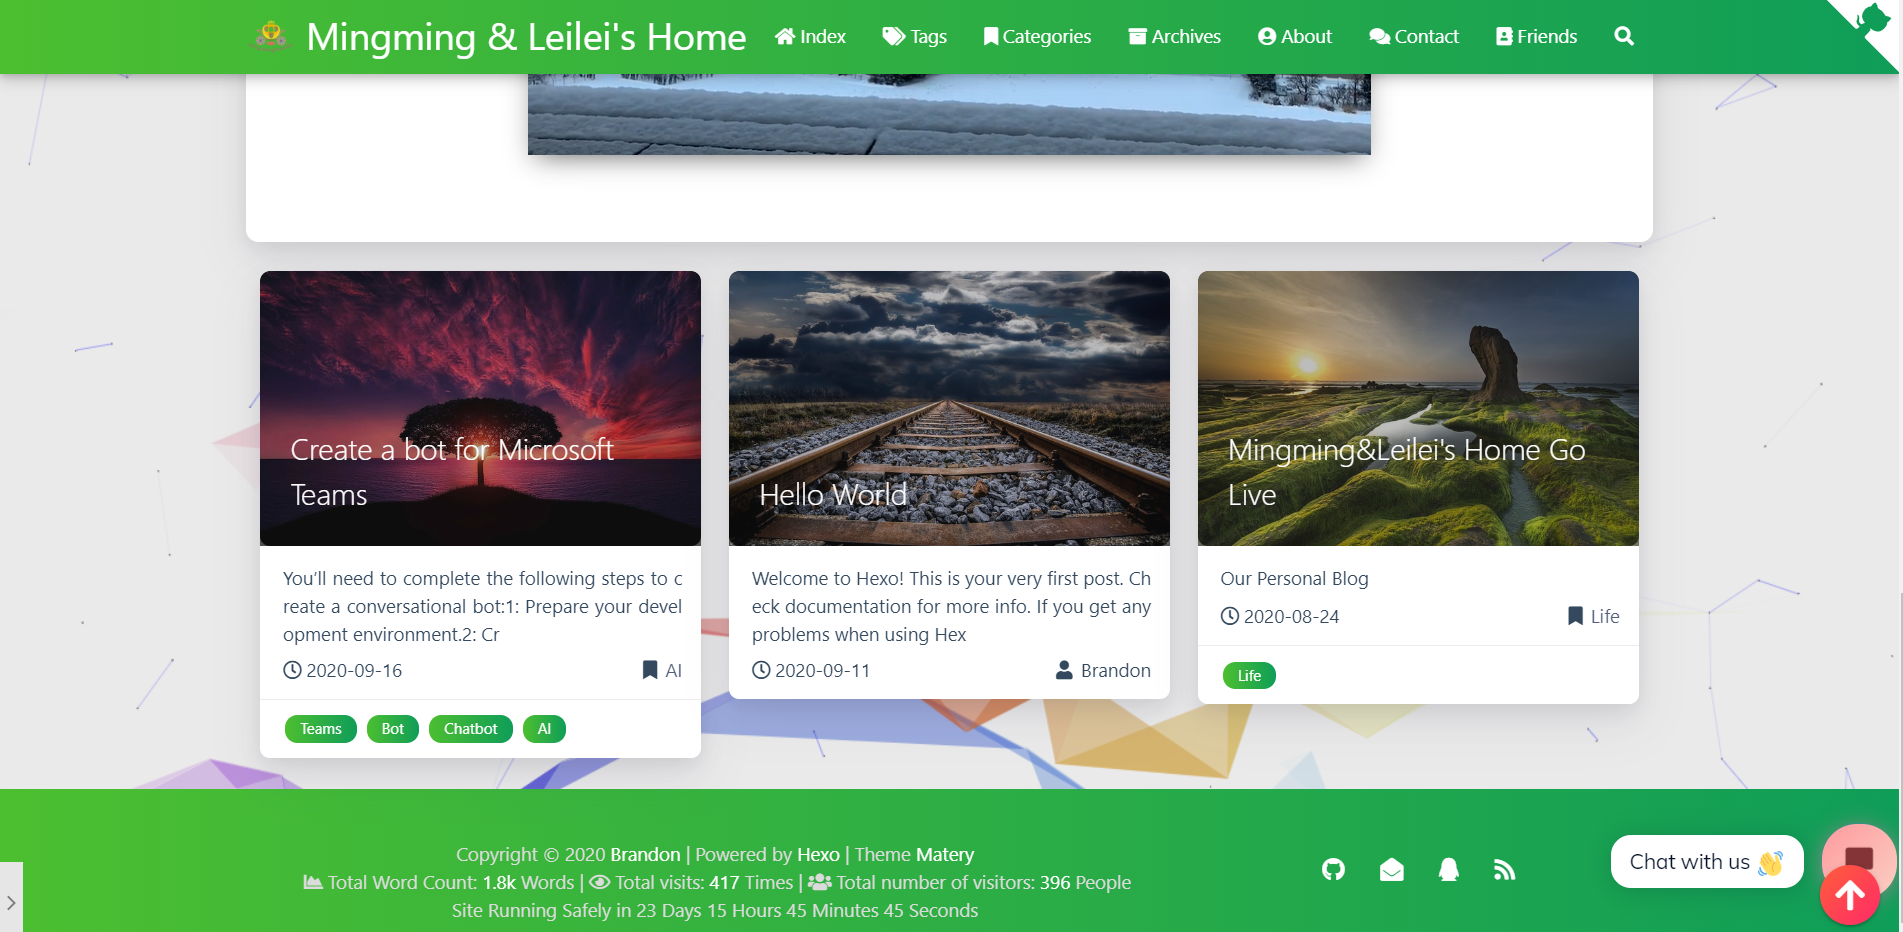 Mingming & Leilei's Home Index Tags Categories Archives About Contact Friends
Create a bot for Microsoft
Teams
You’ll need to complete the following steps to c
reate a conversational bot:1: Prepare your devel
opment environment.2: Cr
2020-09-16 AI
Teams Bot Chatbot AI
Hello World
Welcome to Hexo! This is your very first post. Ch
eck documentation for more info. If you get any
problems when using Hex
2020-09-11 Brandon
Mingming&Leilei's Home Go
Live
Our Personal Blog
2020-08-24 Life
Life
Copyright © 2020 Brandon | Powered by Hexo | Theme Matery
Total Word Count: 1.8k Words | Total visits: 417 Times | Total number of visitors: 396 People
Site Running Safely in 23 Days 15 Hours 45 Minutes 45 Seconds
Chat with us 👋